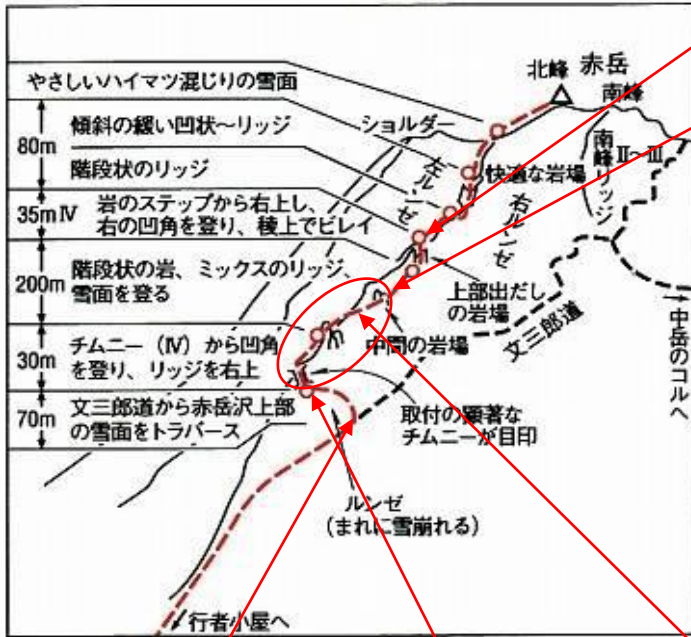 北峰
赤岳
南峰
やさしいハイマツ混じりの雪面
ショルダー
80m
傾斜の緩い凹状〜リッジ
階段状のリッジ
左ルンゼ
快適な岩場
右ルンゼ
南峰リッジ
II〜III
35mⅣ
岩のステップから右上し、
右の凹角を登り、稜上でビレイ
200m
階段状の岩、ミックスのリッジ、
雪面を登る
上部出だし
の岩場
文三郎道
→中岳のコルへ
中間の岩場
30m
チムニー（Ⅳ）から凹角
を登り、リッジを右上
70m
文三郎道から赤岳沢上部
の雪面をトラバース
取付の顕著な
チムニーが目印
ルンゼ
（まれに雪崩れる）
行者小屋へ